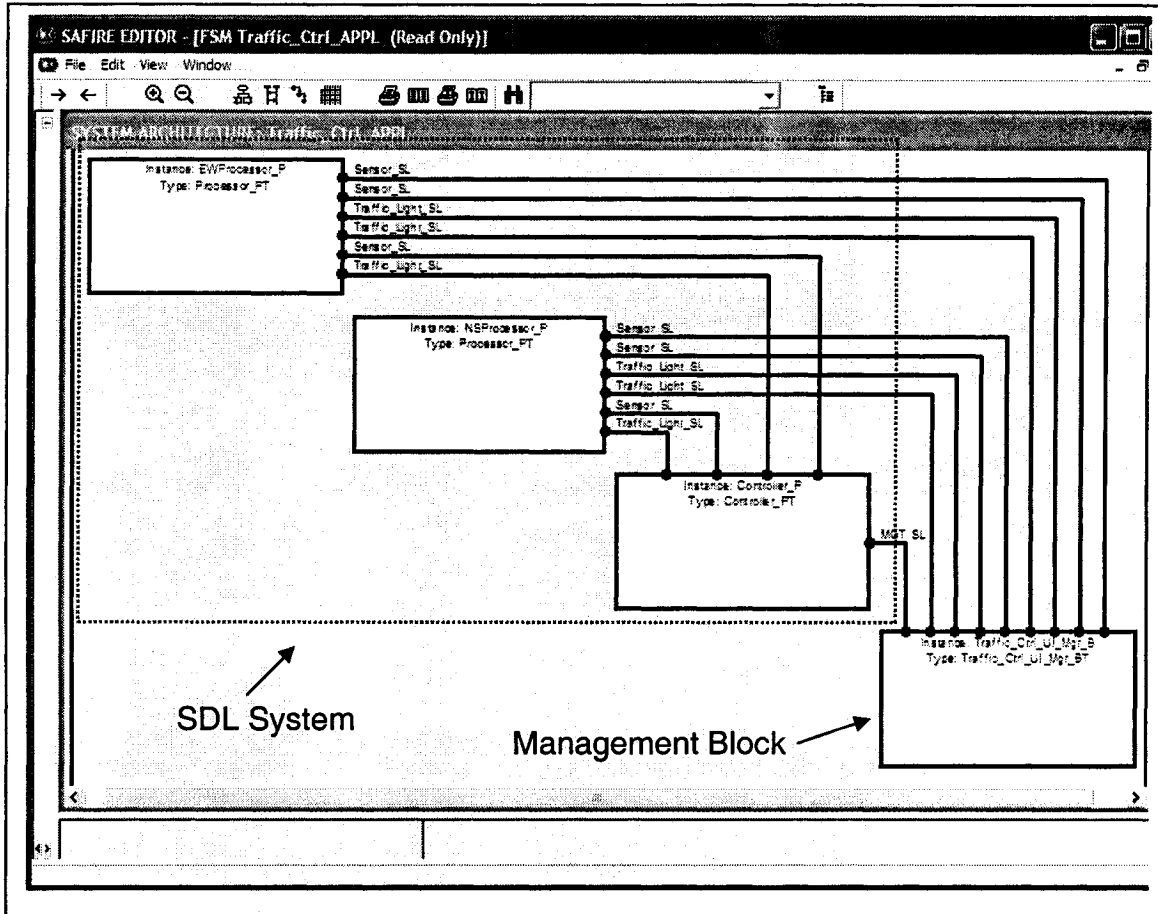 SAFIRE EDITOR - [FSM Traffic_Ctrl_APPL (Read Only)]
File Edit View Window
SYSTEM ARCHITECTURE: Traffic_Ctrl_APPL
Instance: EWProcessor_P
Type: Processor_PT
Sensor_SL
Sensor_SL
Traffic_Light_SL
Traffic_Light_SL
Sensor_SL
Traffic_Light_SL
Instance: NSProcessor_P
Type: Processor_PT
Sensor_SL
Sensor_SL
Traffic_Light_SL
Traffic_Light_SL
Sensor_SL
Traffic_Light_SL
Instance: Controller_P
Type: Controller_PT
MGT_SL
Instance: Traffic_Ctrl_UI_Mgr_B
Type: Traffic_Ctrl_UI_Mgr_BT
SDL System
Management Block